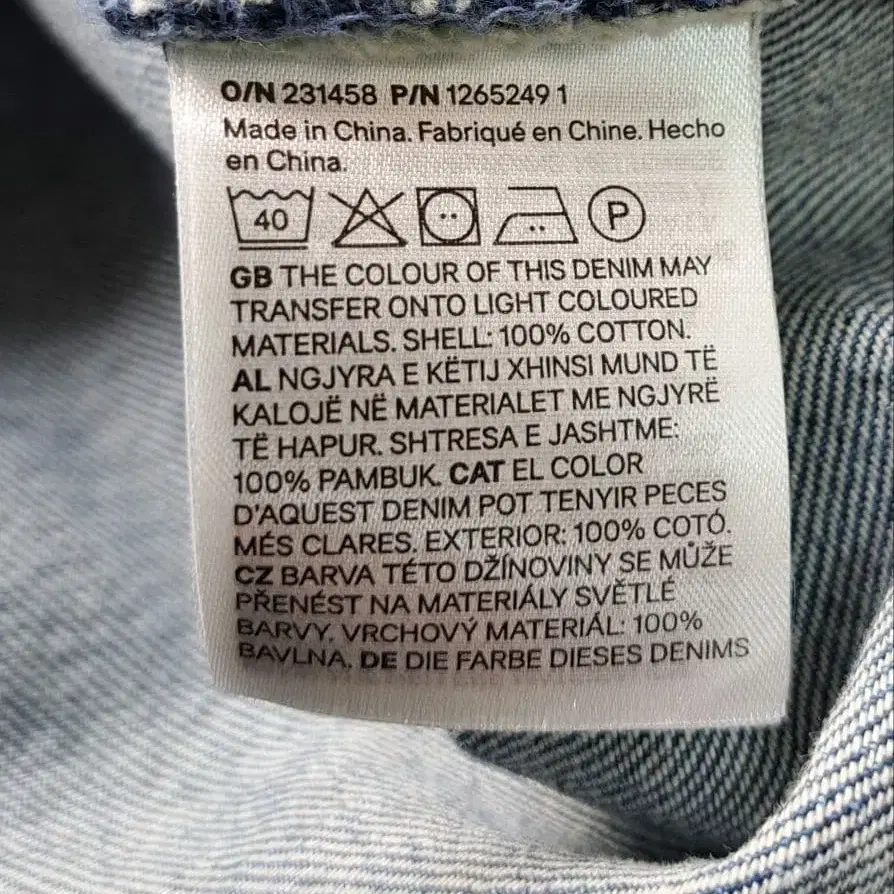 O/N 231458 P/N 1265249 1
Made in China. Fabriqué en Chine. Hecho
en China.
40 P
GB THE COLOUR OF THIS DENIM MAY
TRANSFER ONTO LIGHT COLOURED
MATERIALS. SHELL: 100% COTTON.
AL NGJYRA E KËTIJ XHINSI MUND TË
KALOJË NË MATERIALET ME NGJYRË
TË HAPUR. SHTRESA E JASHTME:
100% PAMBUK. CAT EL COLOR
D'AQUEST DENIM POT TENYIR PECES
MÉS CLARES. EXTERIOR: 100% COTÓ.
CZ BARVA TÉTO DŽÍNOVINY SE MŮŽE
PŘENÉST NA MATERIÁLY SVĚTLÉ
BARVY. VRCHOVÝ MATERIÁL: 100%
BAVLNA. DE DIE FARBE DIESES DENIMS